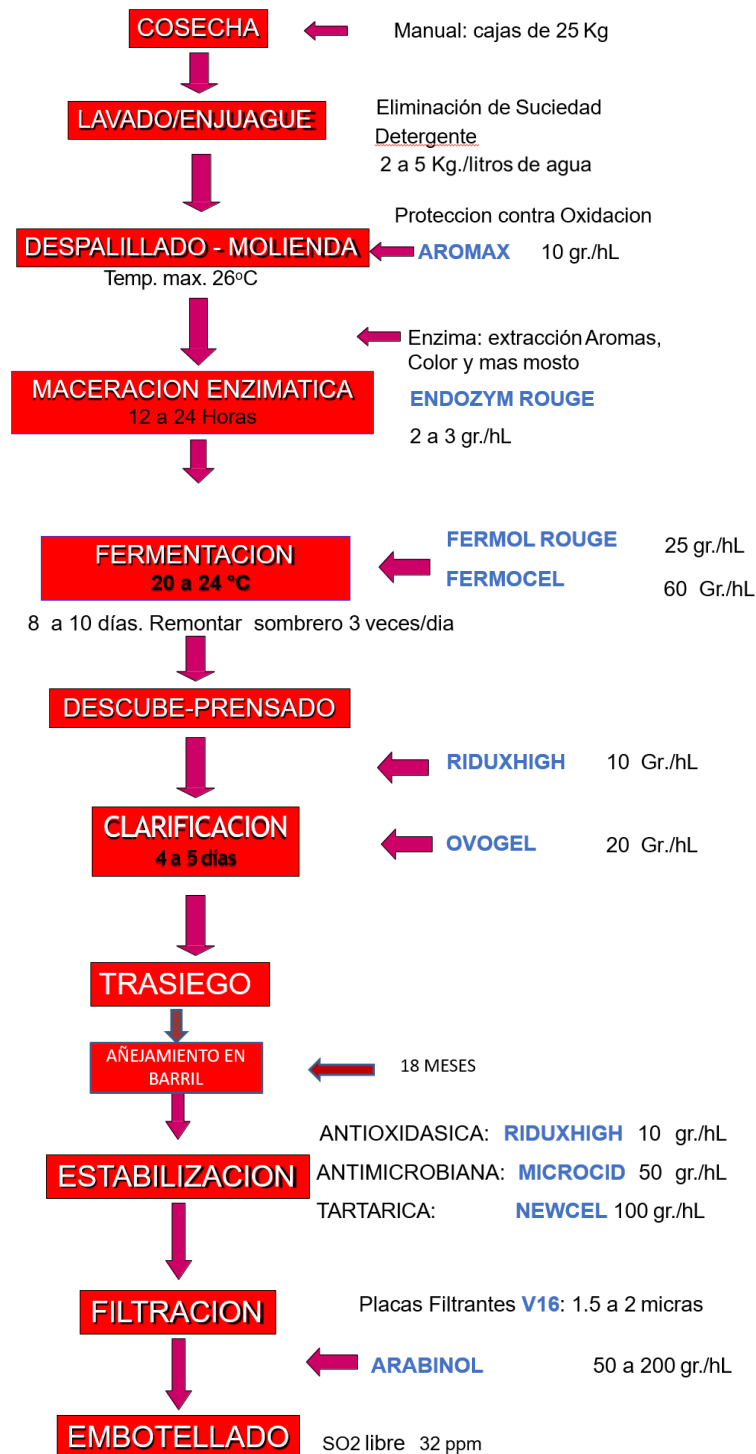 COSECHA
Manual: cajas de 25 Kg
LAVADO/ENJUAGUE
Eliminación de Suciedad
Detergente
2 a 5 Kg./litros de agua
Proteccion contra Oxidacion
DESPALILLADO - MOLIENDA
AROMAX 10 gr./hL
Temp. max. 26ºC
Enzima: extracción Aromas,
Color y mas mosto
MACERACION ENZIMATICA
12 a 24 Horas
ENDOZYM ROUGE
2 a 3 gr./hL
FERMENTACION
20 a 24 °C
FERMOL ROUGE 25 gr./hL
FERMOCEL 60 Gr./hL
8 a 10 días. Remontar sombrero 3 veces/dia
DESCUBE-PRENSADO
RIDUXHIGH 10 Gr./hL
CLARIFICACION
4 a 5 días
OVOGEL 20 Gr./hL
TRASIEGO
AÑEJAMIENTO EN
BARRIL
18 MESES
ANTIOXIDASICA: RIDUXHIGH 10 gr./hL
ESTABILIZACION
ANTIMICROBIANA: MICROCID 50 gr./hL
TARTARICA: NEWCEL 100 gr./hL
FILTRACION
Placas Filtrantes V16: 1.5 a 2 micras
ARABINOL 50 a 200 gr./hL
EMBOTELLADO
SO2 libre 32 ppm